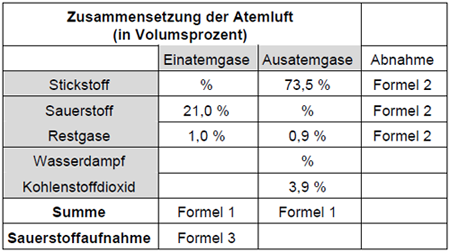 Zusammensetzung der Atemluft
(in Volumsprozent)
Einatemgase Ausatemgase Abnahme
Stickstoff % 73,5 % Formel 2
Sauerstoff 21,0 % % Formel 2
Restgase 1,0 % 0,9 % Formel 2
Wasserdampf %
Kohlenstoffdioxid 3,9 %
Summe Formel 1 Formel 1
Sauerstoffaufnahme Formel 3